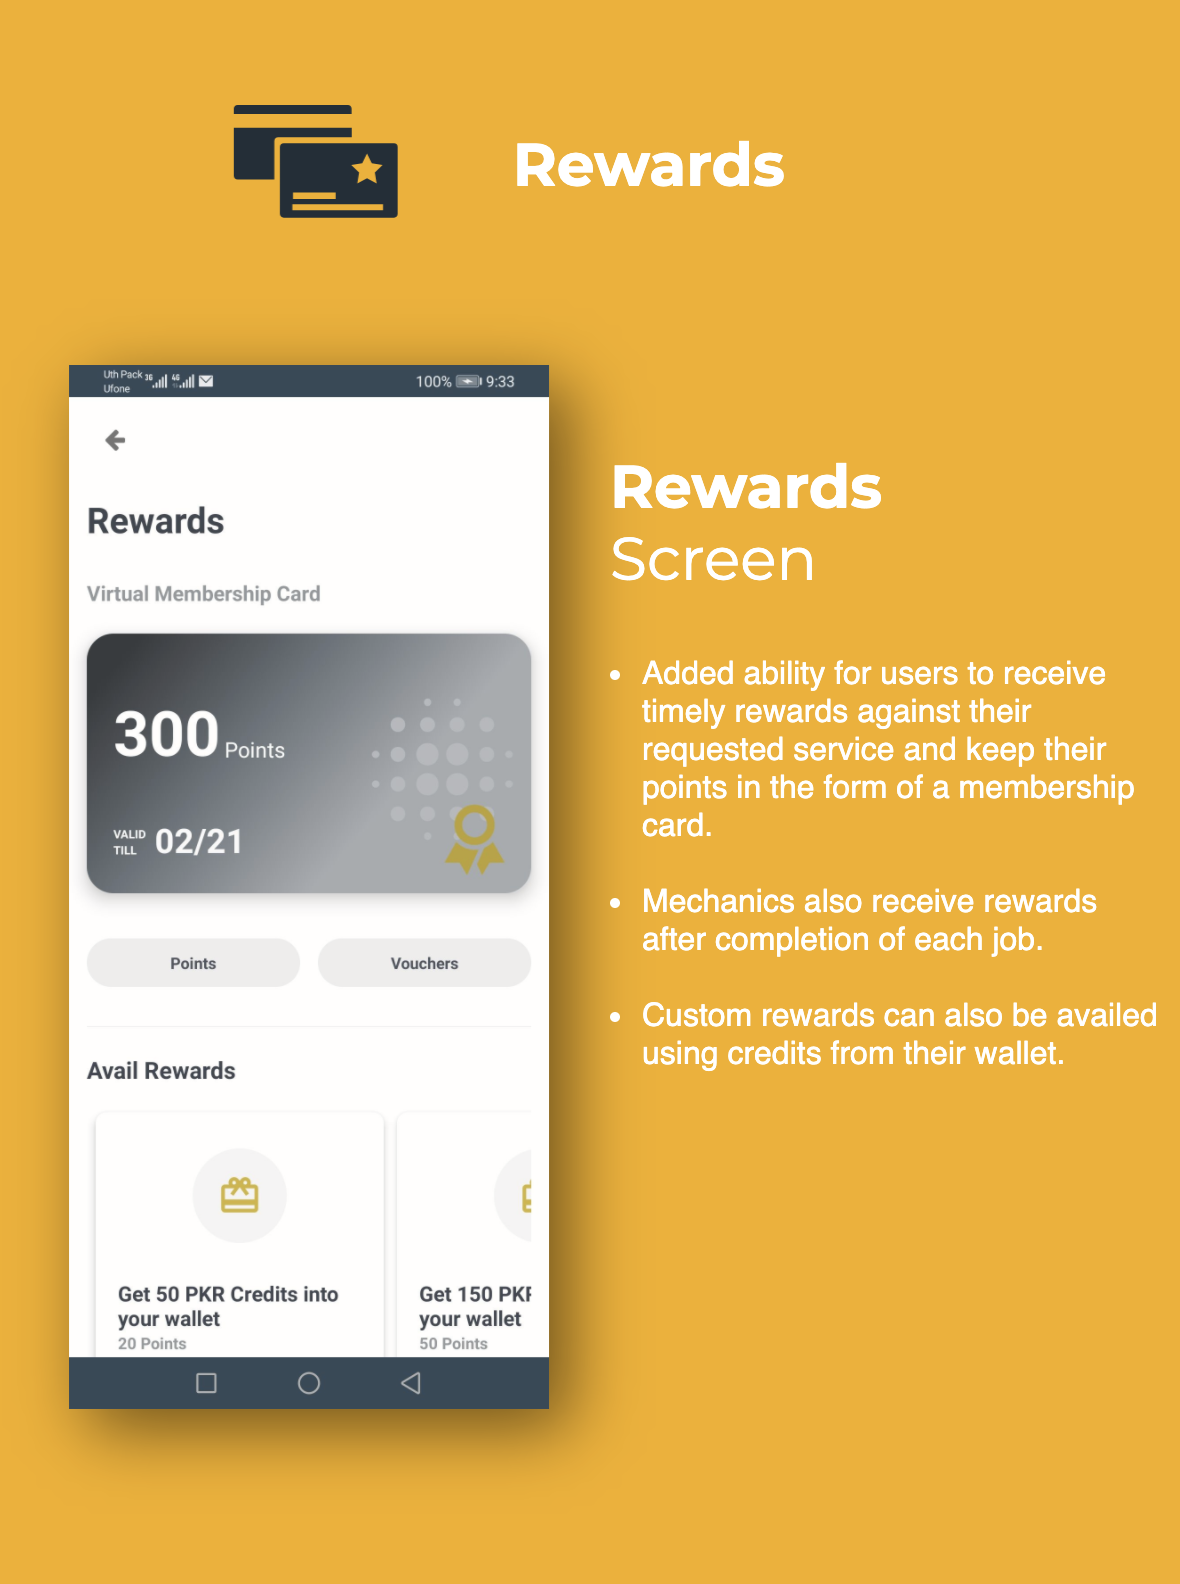 Rewards
Uth Pack 3G 4G
Ufone
100% 9:33
Rewards
Virtual Membership Card
300 Points
VALID
TILL 02/21
Points Vouchers
Avail Rewards
Get 50 PKR Credits into
your wallet
20 Points
Get 150 PKR
your wallet
50 Points
Rewards
Screen
• Added ability for users to receive
timely rewards against their
requested service and keep their
points in the form of a membership
card.
• Mechanics also receive rewards
after completion of each job.
• Custom rewards can also be availed
using credits from their wallet.